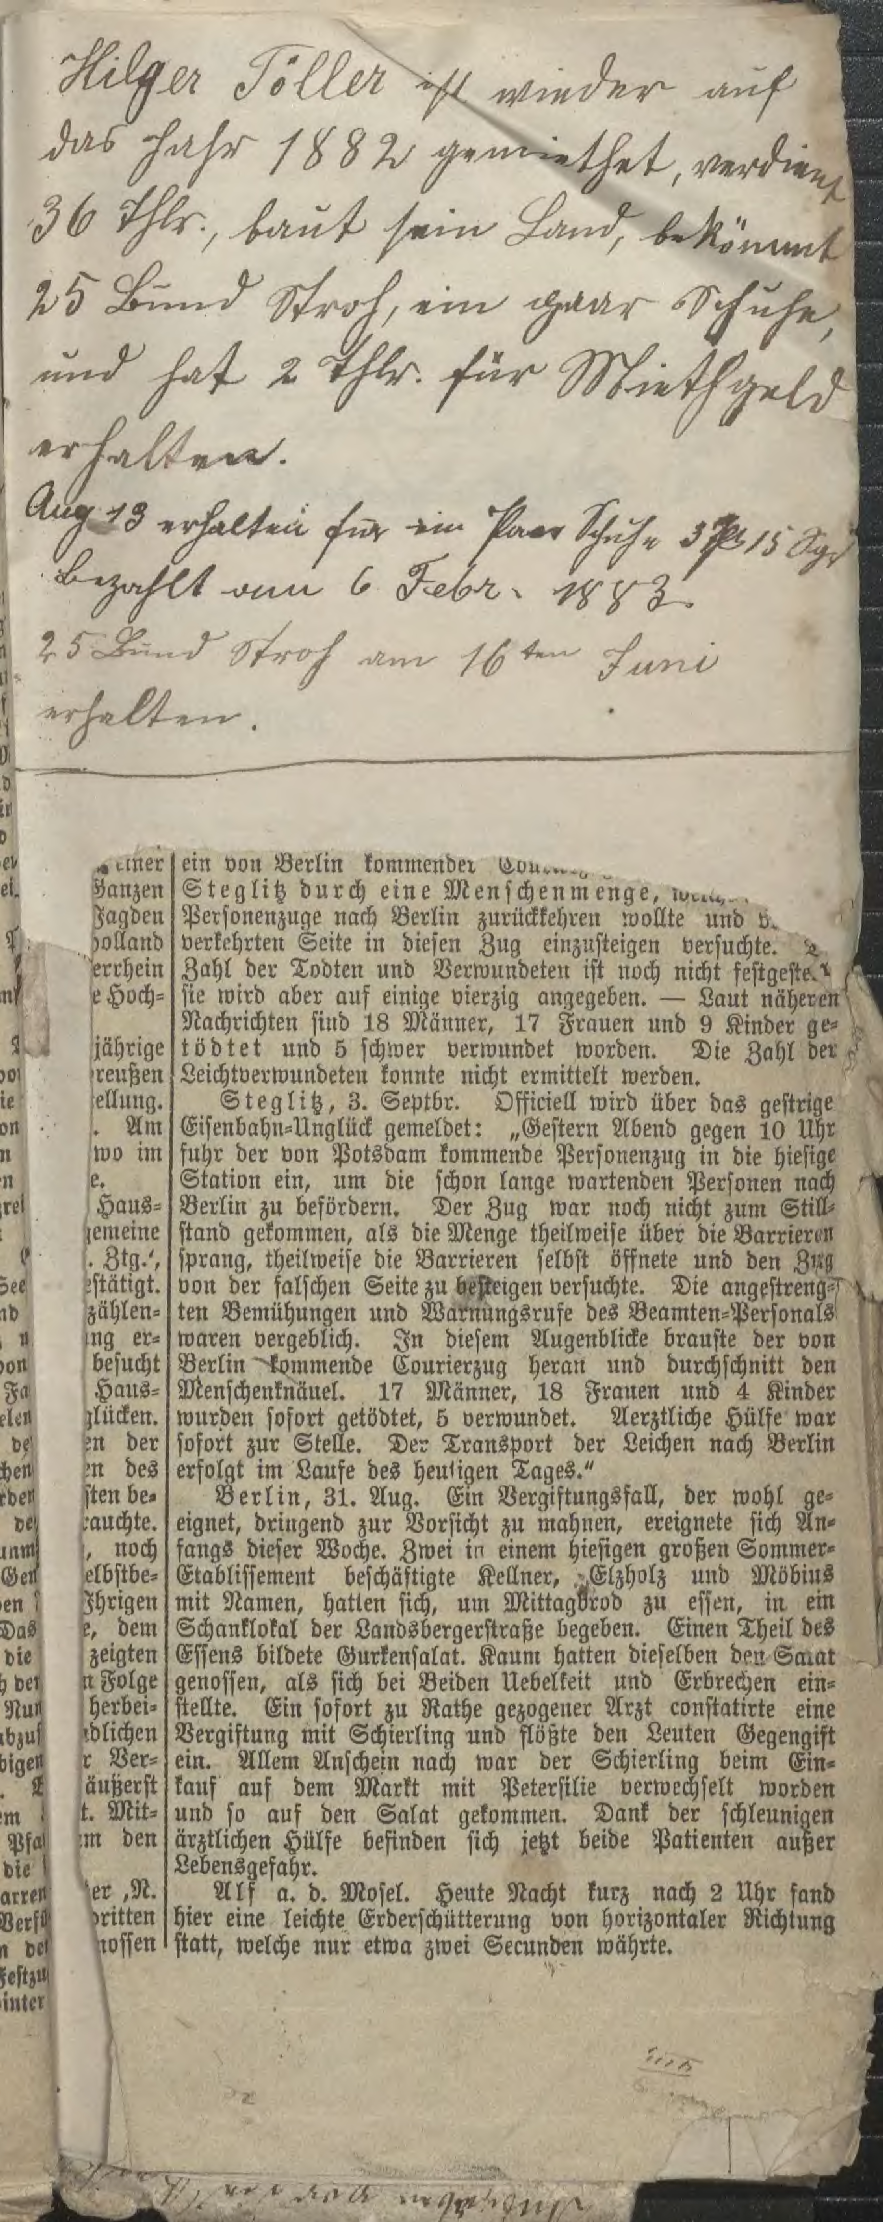 Hilger Töller ist wieder auf
das Jahr 1882 gemiethet, verdient
36 Thlr., baut sein Land, bekömmt
25 Bund Stroh, ein paar Schuhe,
und hat 2 Thlr. für Miethgeld
erhalten.
Aug 13 erhalten für ein Paar Schuhe 3 15 Sgr
Bezahlt am 6 Febr. 1883.
25 Bund Stroh am 16ten Juni
erhalten.
ein von Berlin kommender
Steglitz durch eine Menschenmenge,
Personenzuge nach Berlin zurückkehren wollte und
verkehrten Seite in diesen Zug einzusteigen versuchte.
Zahl der Todten und Verwundeten ist noch nicht
sie wird aber auf einige vierzig angegeben. — Laut näheren
Nachrichten sind 18 Männer, 17 Frauen und 9 Kinder ge-
tödtet und 5 schwer verwundet worden. Die Zahl der
Leichtverwundeten konnte nicht ermittelt werden.
Steglitz, 3. Septbr. Officiell wird über das gestrige
Eisenbahn-Unglück gemeldet: „Gestern Abend gegen 10 Uhr
fuhr der von Potsdam kommende Personenzug in die hiesige
Station ein, um die schon lange wartenden Personen nach
Berlin zu befördern. Der Zug war noch nicht zum Still-
stand gekommen, als die Menge theilweise über die Barrieren
sprang, theilweise die Barrieren selbst öffnete und den Zug
von der falschen Seite zu besteigen versuchte. Die angestreng-
ten Bemühungen und Warnungsrufe des Beamten-Personals
waren vergeblich. In diesem Augenblicke brauste der von
Berlin kommende Courierzug heran und durchschnitt den
Menschenknäuel. 17 Männer, 18 Frauen und 4 Kinder
wurden sofort getödtet, 5 verwundet. Aerztliche Hülfe war
sofort zur Stelle. Der Transport der Leichen nach Berlin
erfolgt im Laufe des heutigen Tages.“
Berlin, 31. Aug. Ein Vergiftungsfall, der wohl ge-
eignet, dringend zur Vorsicht zu mahnen, ereignete sich An-
fangs dieser Woche. Zwei in einem hiesigen großen Sommer-
Etablissement beschäftigte Kellner, Elzholz und Möbius
mit Namen, hatten sich, um Mittagbrod zu essen, in ein
Schanklokal der Landsbergerstraße begeben. Einen Theil des
Essens bildete Gurkensalat. Kaum hatten dieselben den Salat
genossen, als sich bei Beiden Uebelkeit und Erbrechen ein-
stellte. Ein sofort zu Rathe gezogener Arzt constatirte eine
Vergiftung mit Schierling und flößte den Leuten Gegengift
ein. Allem Anschein nach war der Schierling beim Ein-
kauf auf dem Markt mit Petersilie verwechselt worden
und so auf den Salat gekommen. Dank der schleunigen
ärztlichen Hülfe befinden sich jetzt beide Patienten außer
Lebensgefahr.
Alf a. d. Mosel. Heute Nacht kurz nach 2 Uhr fand
hier eine leichte Erderschütterung von horizontaler Richtung
statt, welche nur etwa zwei Secunden währte.